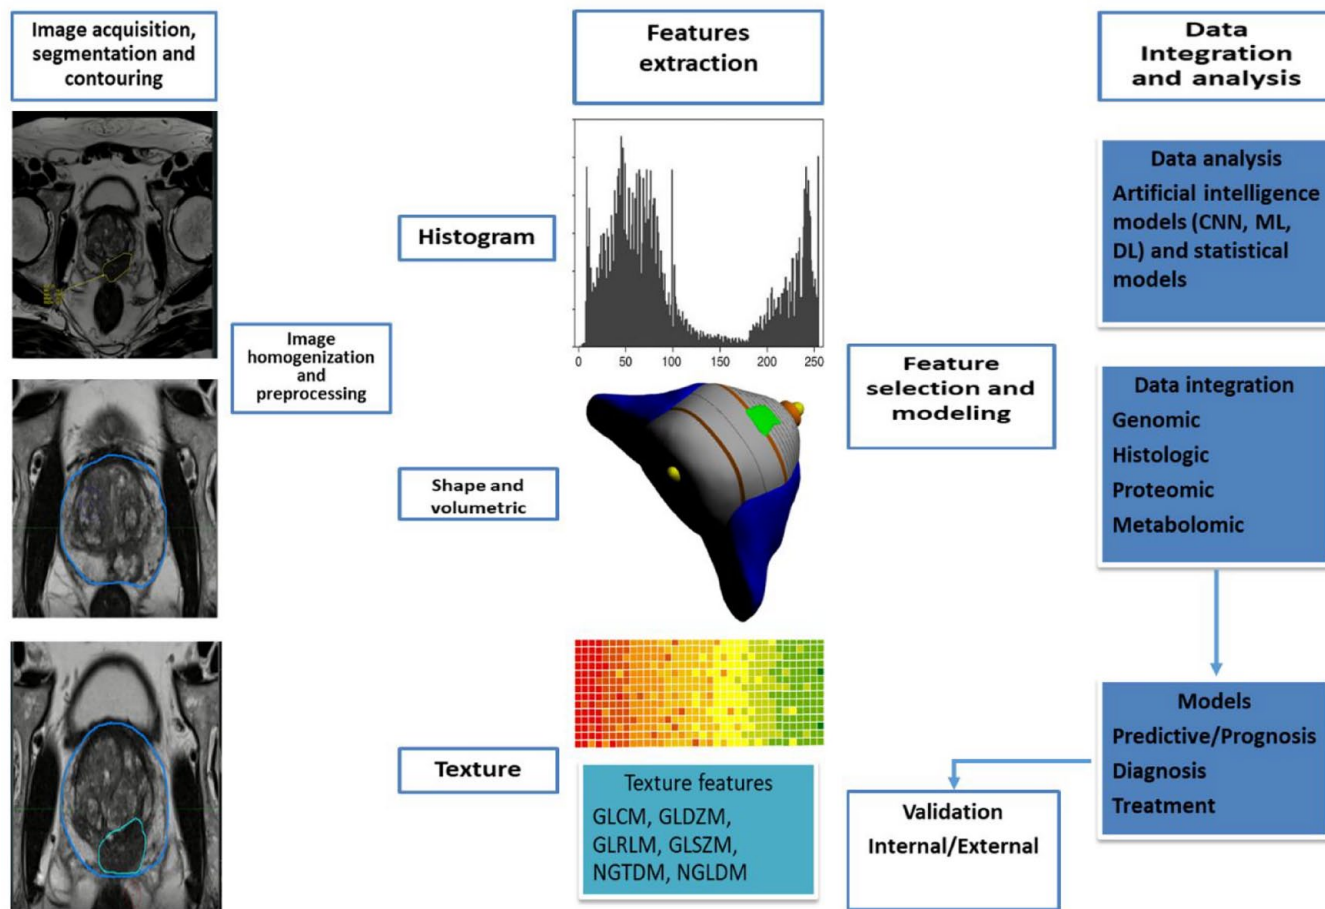 Image acquisition,
segmentation and
contouring
Image
homogenization
and
preprocessing
Features
extraction
Histogram
0 50 100 150 200 250
Shape and
volumetric
Texture
Texture features
GLCM, GLDZM,
GLRLM, GLSZM,
NGTDM, NGLDM
Feature
selection and
modeling
Data
Integration
and analysis
Data analysis
Artificial intelligence
models (CNN, ML,
DL) and statistical
models
Data integration
Genomic
Histologic
Proteomic
Metabolomic
Models
Predictive/Prognosis
Diagnosis
Treatment
Validation
Internal/External